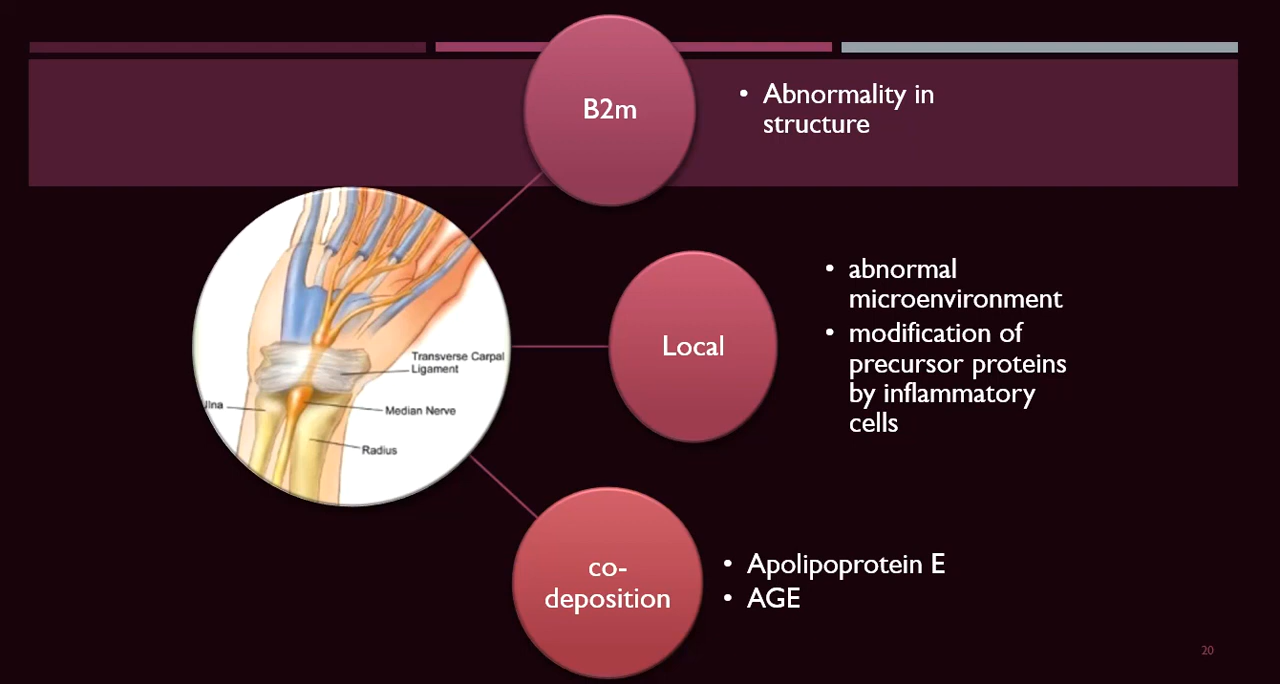 B2m
• Abnormality in
structure
Transverse Carpal
Ligament
Median Nerve
Radius
Local
• abnormal
microenvironment
• modification of
precursor proteins
by inflammatory
cells
co-
deposition
• Apolipoprotein E
• AGE
20